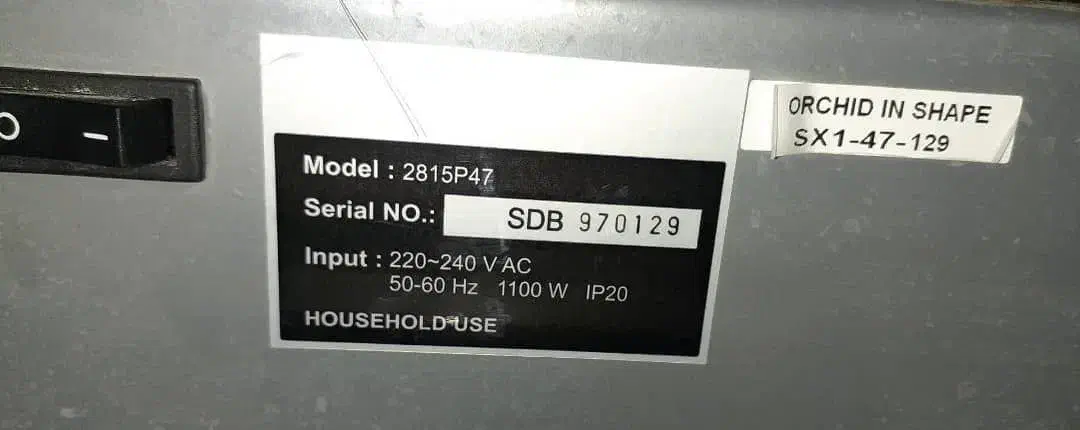 O –
Model : 2815P47
Serial NO.: SDB 970129
Input : 220~240 V AC
50-60 Hz 1100 W IP20
HOUSEHOLD USE
ORCHID IN SHAPE
SX1-47-129